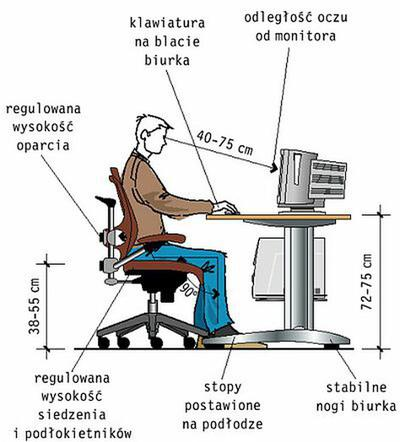 klawiatura
na blacie
biurka
odległość oczu
od monitora
regulowana
wysokość
oparcia
40-75 cm
90°
38-55 cm
72-75 cm
regulowana
wysokość
siedzenia
i podłokietników
stopy
postawione
na podłodze
stabilne
nogi biurka